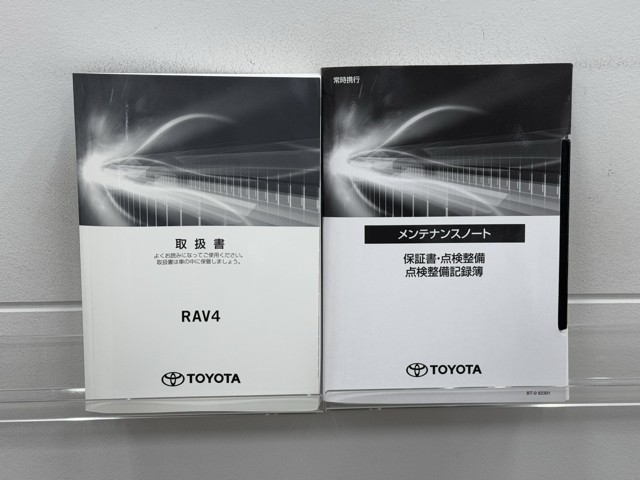 取扱書
よくお読みになってご使用ください。
取扱書は車の中に保管しましょう。
RAV4
TOYOTA
常時携行
メンテナンスノート
保証書・点検整備
点検整備記録簿
TOYOTA